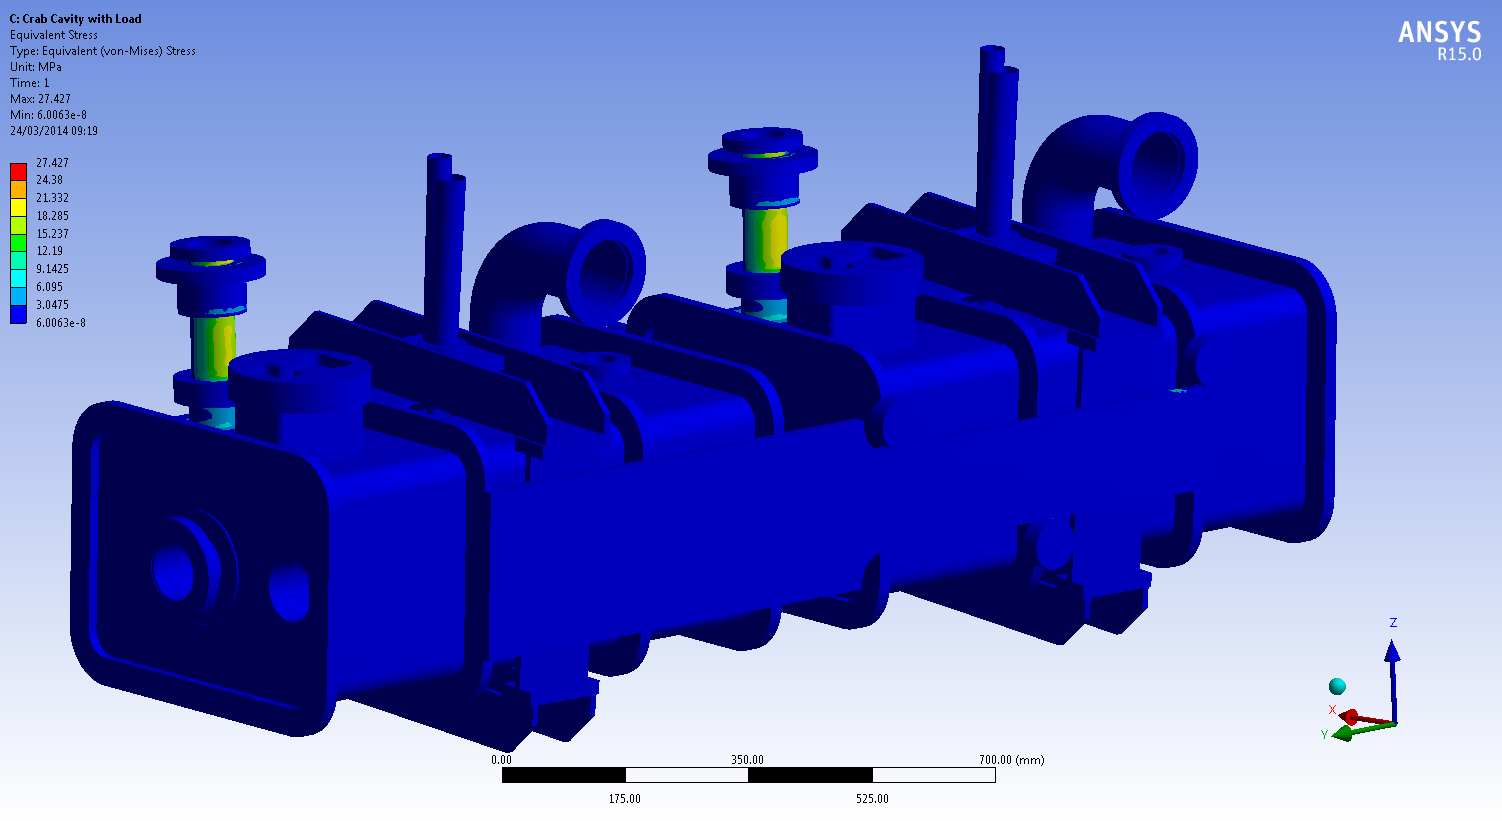 C: Crab Cavity with Load
Equivalent Stress
Type: Equivalent (von-Mises) Stress
Unit: MPa
Time: 1
Max: 27.427
Min: 6.0063e-8
24/03/2014 09:19
ANSYS
R15.0
27.427
24.38
21.332
18.285
15.237
12.19
9.1425
6.095
3.0475
6.0063e-8
Z
X
Y
0.00 350.00 700.00 (mm)
175.00 525.00